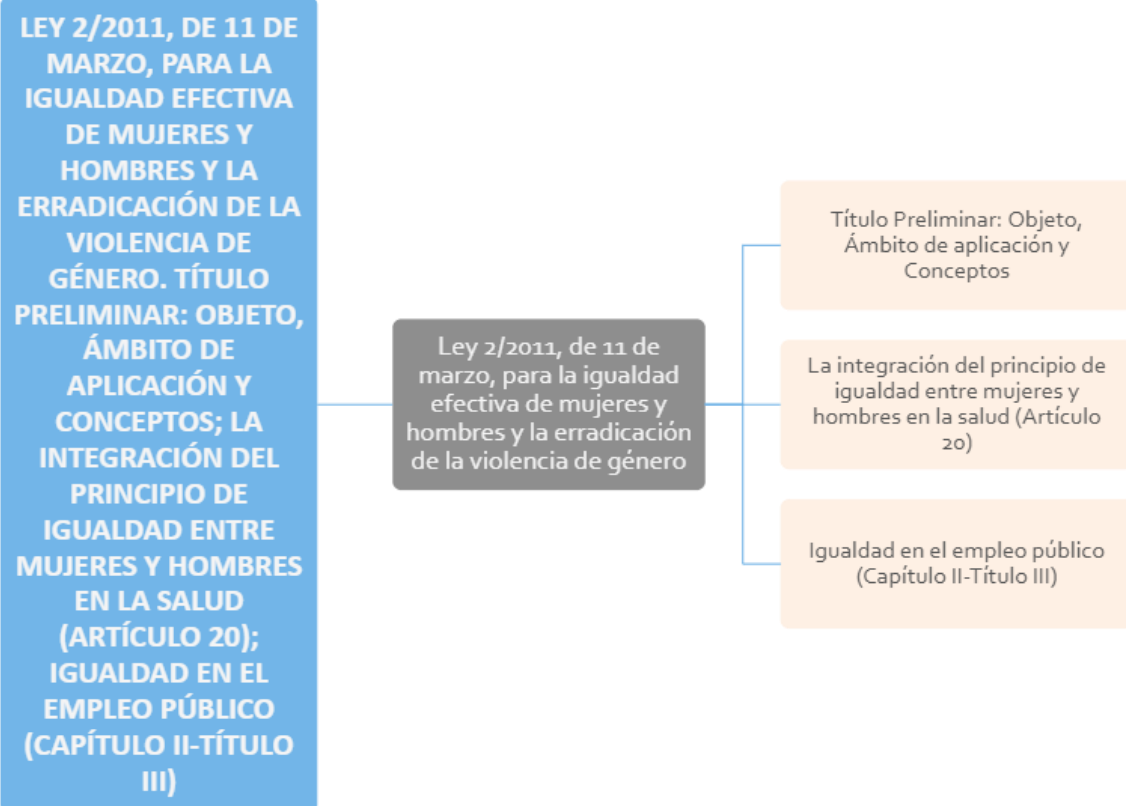 LEY 2/2011, DE 11 DE
MARZO, PARA LA
IGUALDAD EFECTIVA
DE MUJERES Y
HOMBRES Y LA
ERRADICACIÓN DE LA
VIOLENCIA DE
GÉNERO. TÍTULO
PRELIMINAR: OBJETO,
ÁMBITO DE
APLICACIÓN Y
CONCEPTOS; LA
INTEGRACIÓN DEL
PRINCIPIO DE
IGUALDAD ENTRE
MUJERES Y HOMBRES
EN LA SALUD
(ARTÍCULO 20);
IGUALDAD EN EL
EMPLEO PÚBLICO
(CAPÍTULO II-TÍTULO
III)
Ley 2/2011, de 11 de
marzo, para la igualdad
efectiva de mujeres y
hombres y la erradicación
de la violencia de género
Título Preliminar: Objeto,
Ámbito de aplicación y
Conceptos
La integración del principio de
igualdad entre mujeres y
hombres en la salud (Artículo
20)
Igualdad en el empleo público
(Capítulo II-Título III)